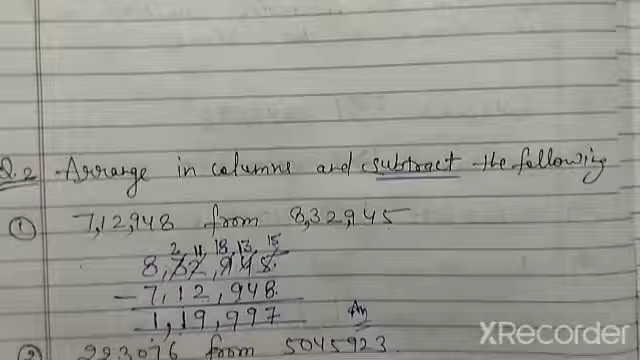 Q.2 Arrange in columns and subtract the following
① 7,12,948 from 8,32,945
2 11 18 13 15
8,32,945
- 7,12,948
1,19,997 Ans
② 223076 from 5045923.
XRecorder